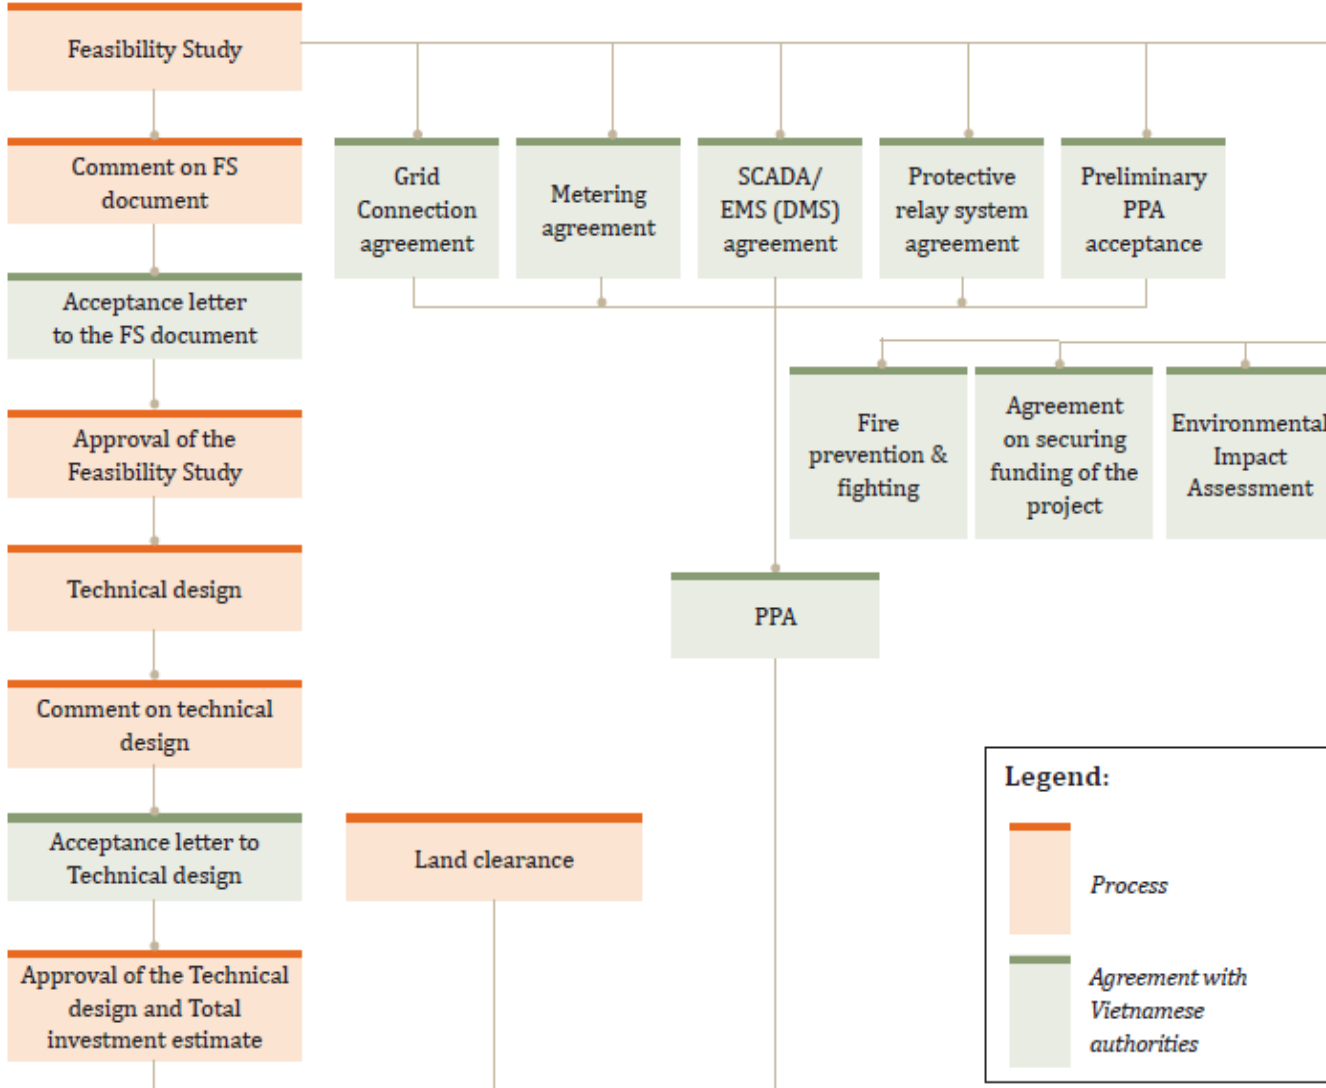 Feasibility Study
Comment on FS
document
Grid
Connection
agreement
Metering
agreement
SCADA/
EMS (DMS)
agreement
Protective
relay system
agreement
Preliminary
PPA
acceptance
Acceptance letter
to the FS document
Fire
prevention &
fighting
Agreement
on securing
funding of the
project
Environmental
Impact
Assessment
Approval of the
Feasibility Study
Technical design
PPA
Comment on technical
design
Acceptance letter to
Technical design
Land clearance
Approval of the Technical
design and Total
investment estimate
Legend:
Process
Agreement with
Vietnamese
authorities